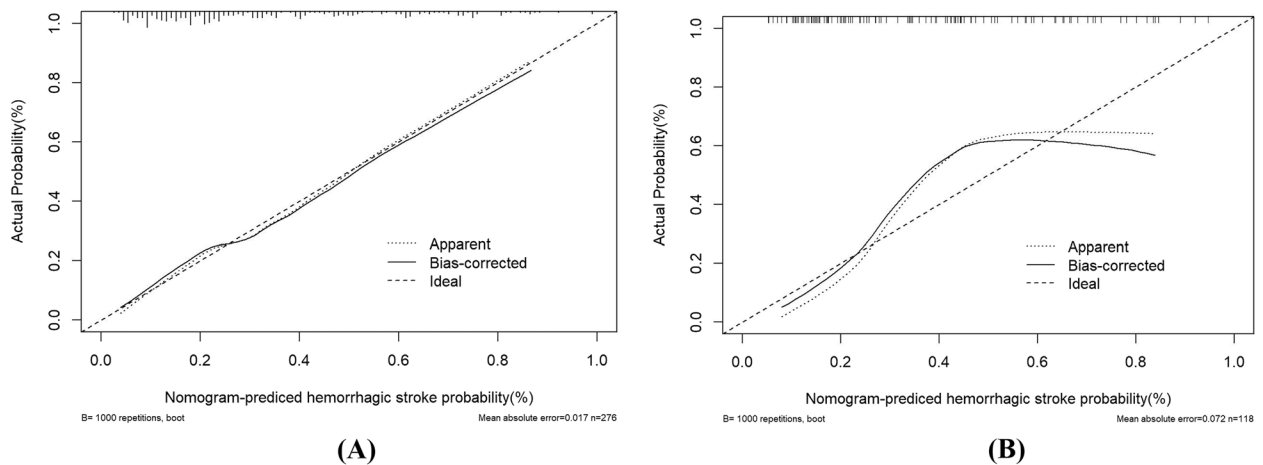 Actual Probability(%)
1.0
0.8
0.6
0.4
0.2
0.0
Apparent
Bias-corrected
Ideal
0.0 0.2 0.4 0.6 0.8 1.0
Nomogram-prediced hemorrhagic stroke probability(%)
B= 1000 repetitions, boot Mean absolute error=0.017 n=276
(A)
Actual Probability(%)
1.0
0.8
0.6
0.4
0.2
0.0
Apparent
Bias-corrected
Ideal
0.0 0.2 0.4 0.6 0.8 1.0
Nomogram-prediced hemorrhagic stroke probability(%)
B= 1000 repetitions, boot Mean absolute error=0.072 n=118
(B)